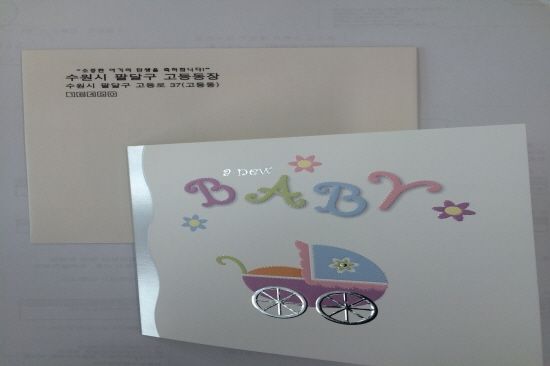 "소중한 아기의 탄생을 축하합니다!"
수원시 팔달구 고등동장
수원시 팔달구 고등로 37(고등동)
a new
BABY